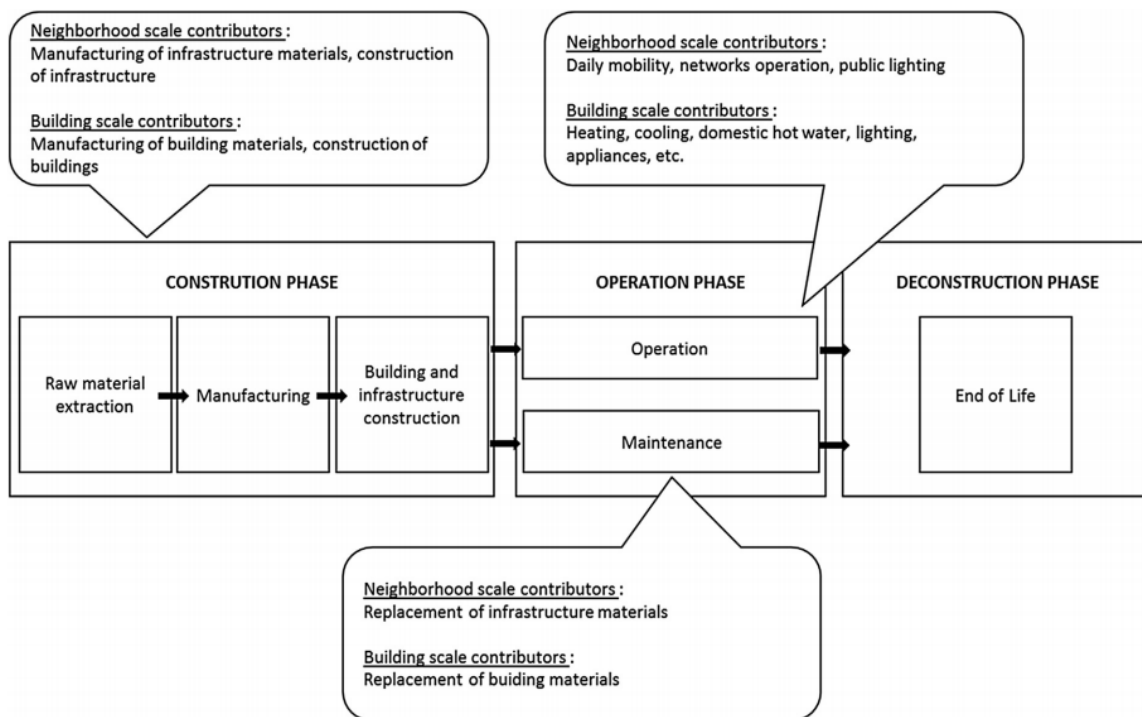 Neighborhood scale contributors :
Manufacturing of infrastructure materials, construction
of infrastructure
Building scale contributors :
Manufacturing of building materials, construction of
buildings
Neighborhood scale contributors :
Daily mobility, networks operation, public lighting
Building scale contributors :
Heating, cooling, domestic hot water, lighting,
appliances, etc.
CONSTRUTION PHASE
Raw material
extraction
Manufacturing
Building and
infrastructure
construction
OPERATION PHASE
Operation
Maintenance
DECONSTRUCTION PHASE
End of Life
Neighborhood scale contributors :
Replacement of infrastructure materials
Building scale contributors :
Replacement of buiding materials